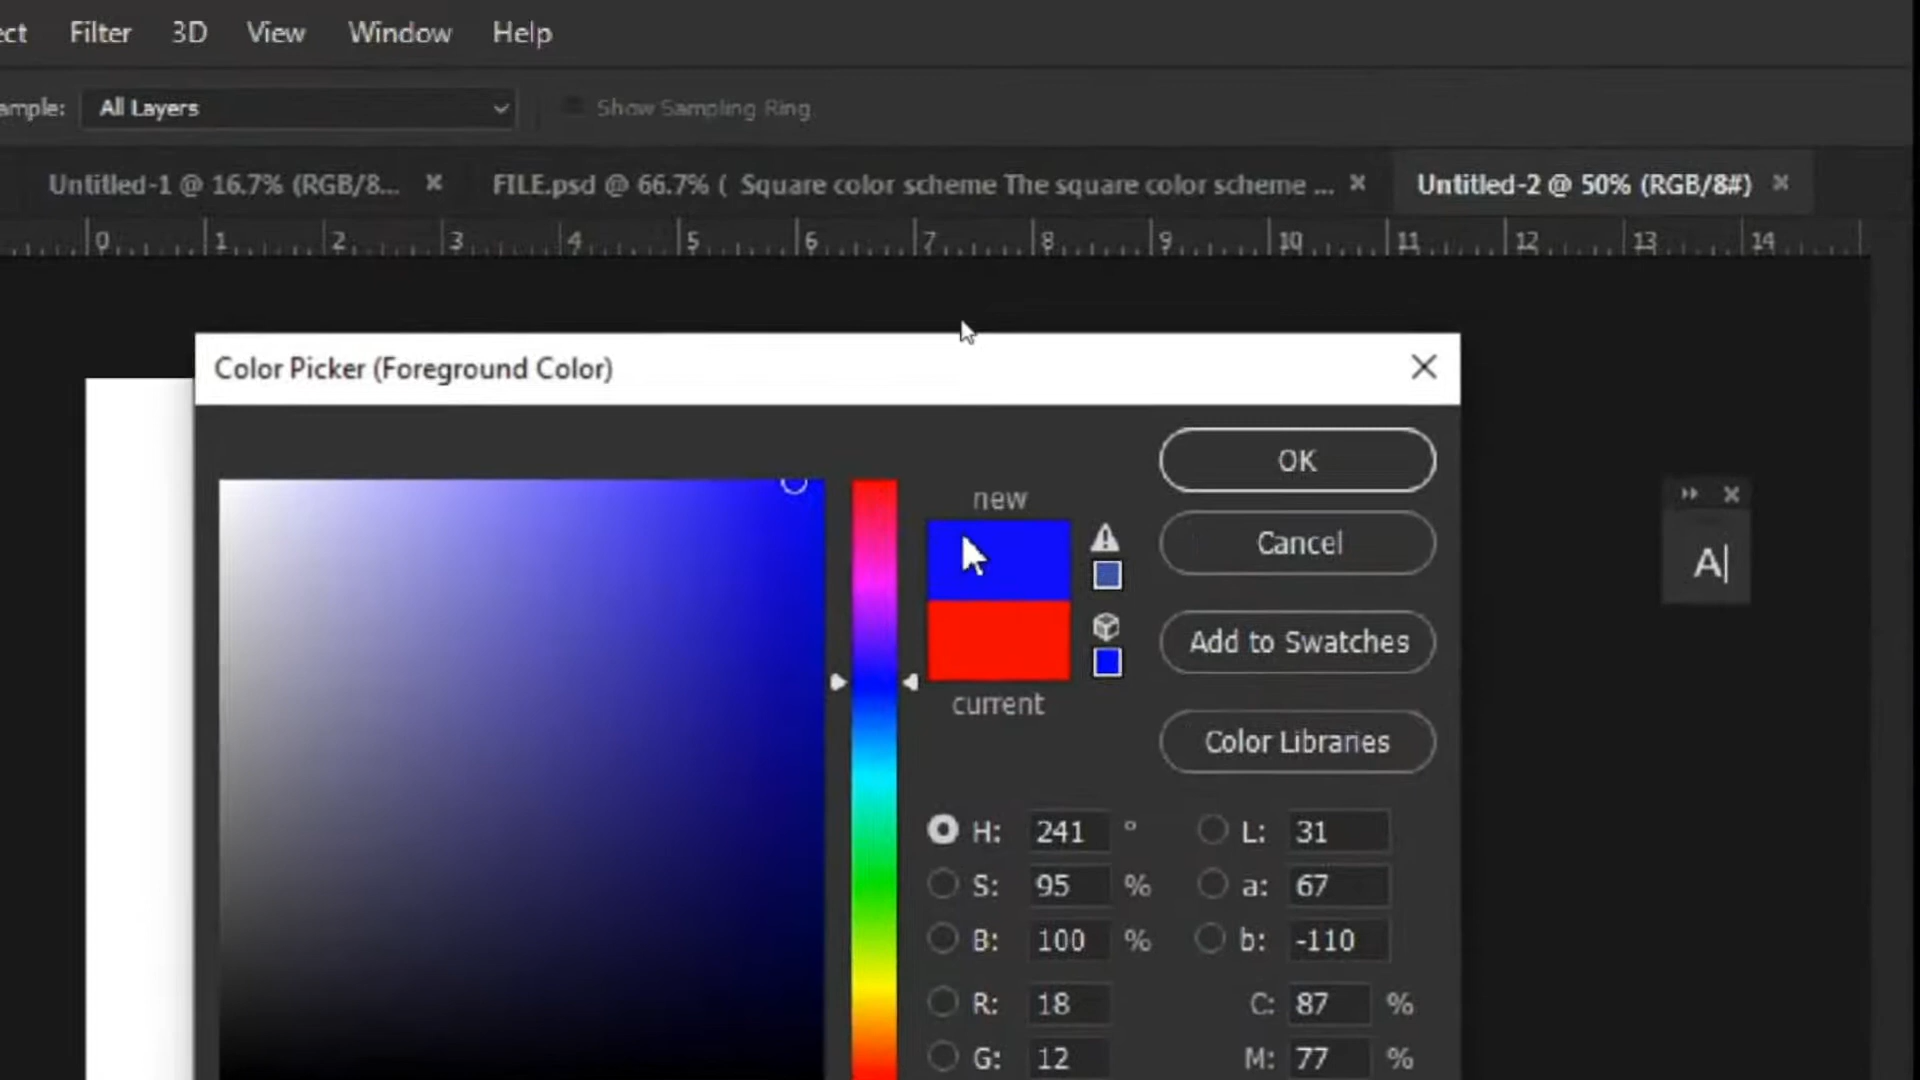 ect Filter 3D View Window Help
ample: All Layers Show Sampling Ring
Untitled-1 @ 16.7% (RGB/8... × FILE.psd @ 66.7% ( Square color scheme The square color scheme ... × Untitled-2 @ 50% (RGB/8#) ×
0 1 2 3 4 5 6 7 8 9 10 11 12 13 14
Color Picker (Foreground Color)
OK
new
Cancel
A
Add to Swatches
current
Color Libraries
H: 241 ° L: 31
S: 95 % a: 67
B: 100 % b: -110
R: 18 C: 87 %
G: 12 M: 77 %